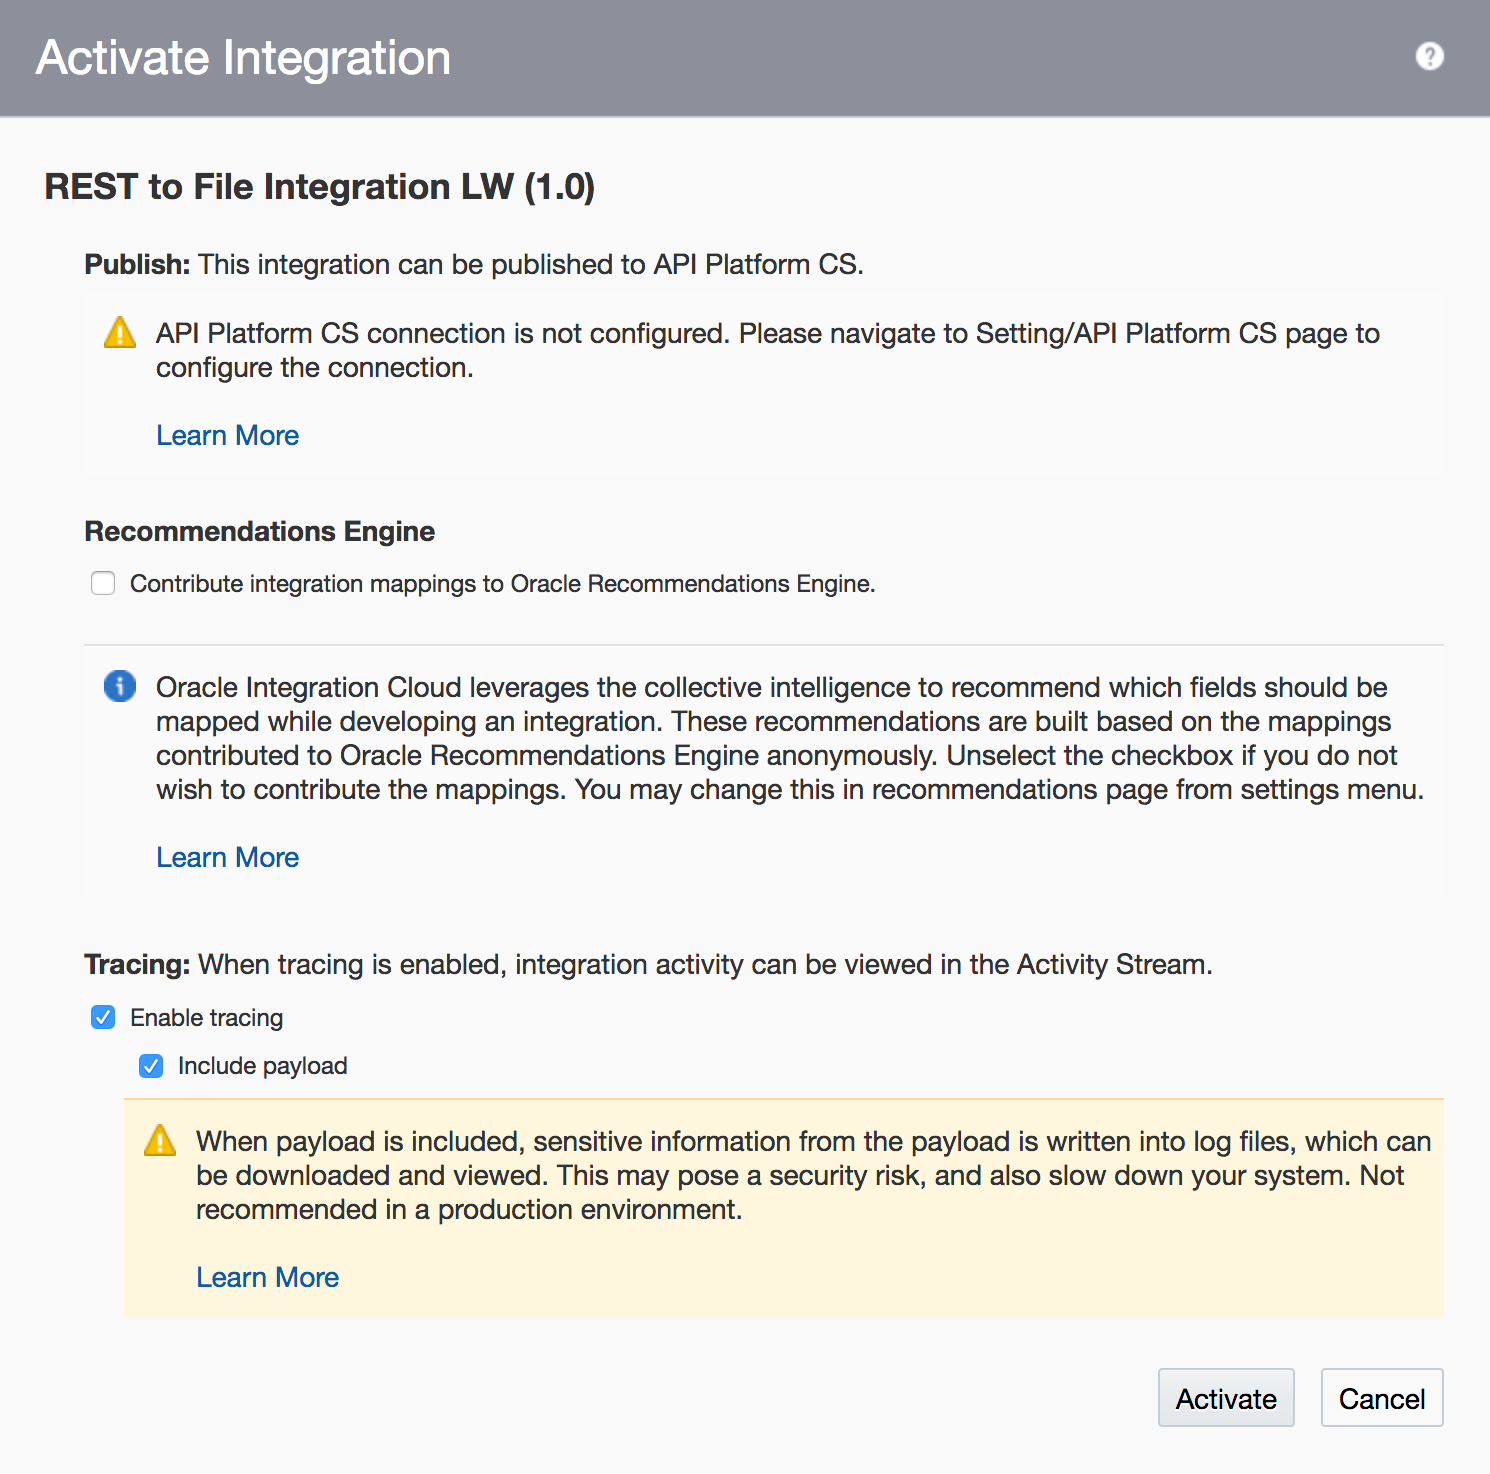 Activate Integration
?
REST to File Integration LW (1.0)
Publish: This integration can be published to API Platform CS.
API Platform CS connection is not configured. Please navigate to Setting/API Platform CS page to
configure the connection.
Learn More
Recommendations Engine
Contribute integration mappings to Oracle Recommendations Engine.
Oracle Integration Cloud leverages the collective intelligence to recommend which fields should be
mapped while developing an integration. These recommendations are built based on the mappings
contributed to Oracle Recommendations Engine anonymously. Unselect the checkbox if you do not
wish to contribute the mappings. You may change this in recommendations page from settings menu.
Learn More
Tracing: When tracing is enabled, integration activity can be viewed in the Activity Stream.
Enable tracing
Include payload
When payload is included, sensitive information from the payload is written into log files, which can
be downloaded and viewed. This may pose a security risk, and also slow down your system. Not
recommended in a production environment.
Learn More
Activate Cancel